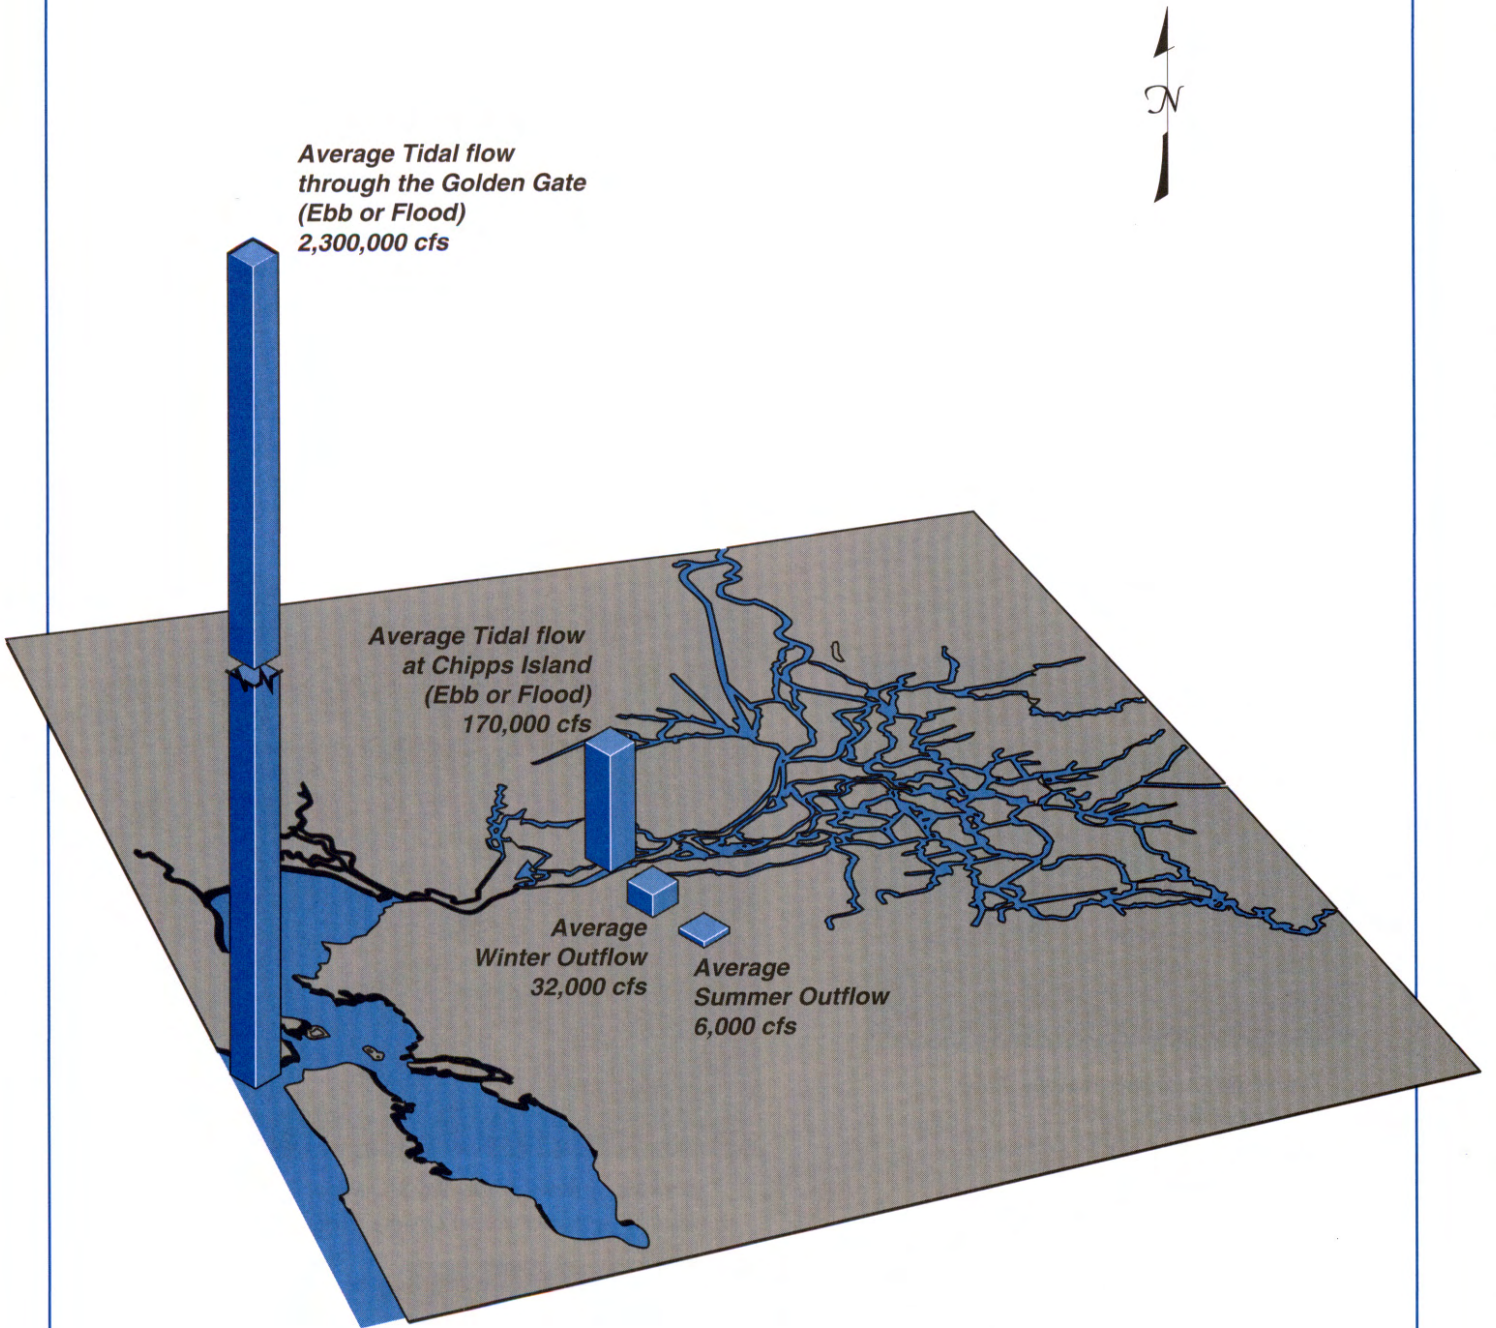 N
Average Tidal flow
through the Golden Gate
(Ebb or Flood)
2,300,000 cfs
Average Tidal flow
at Chipps Island
(Ebb or Flood)
170,000 cfs
Average
Winter Outflow
32,000 cfs
Average
Summer Outflow
6,000 cfs